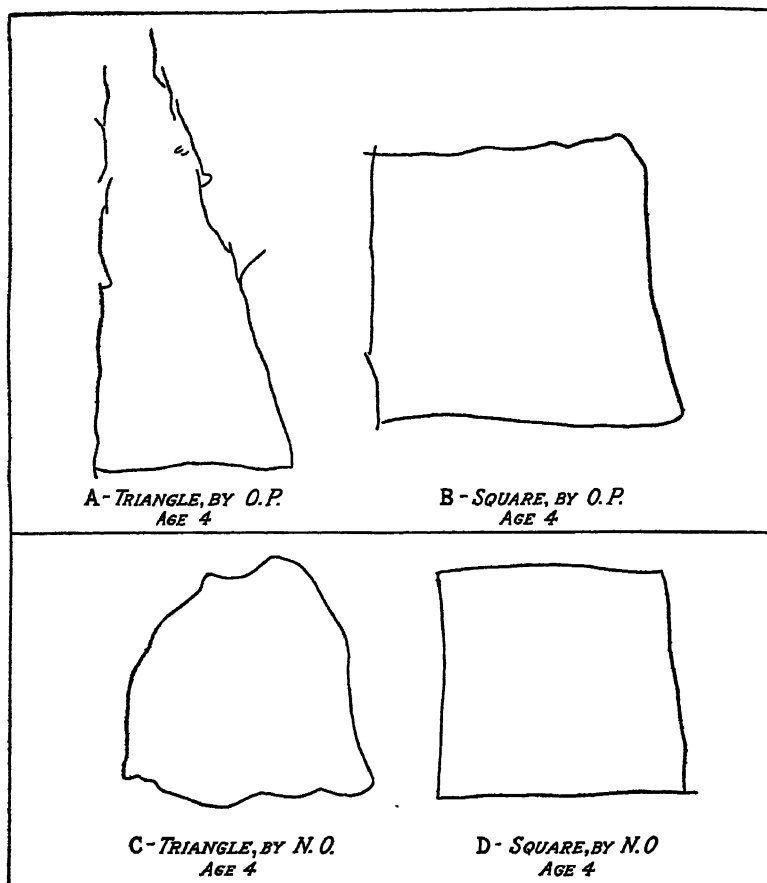 A - TRIANGLE, BY O.P.
AGE 4
B - SQUARE, BY O.P.
AGE 4
C - TRIANGLE, BY N.O.
AGE 4
D - SQUARE, BY N.O
AGE 4